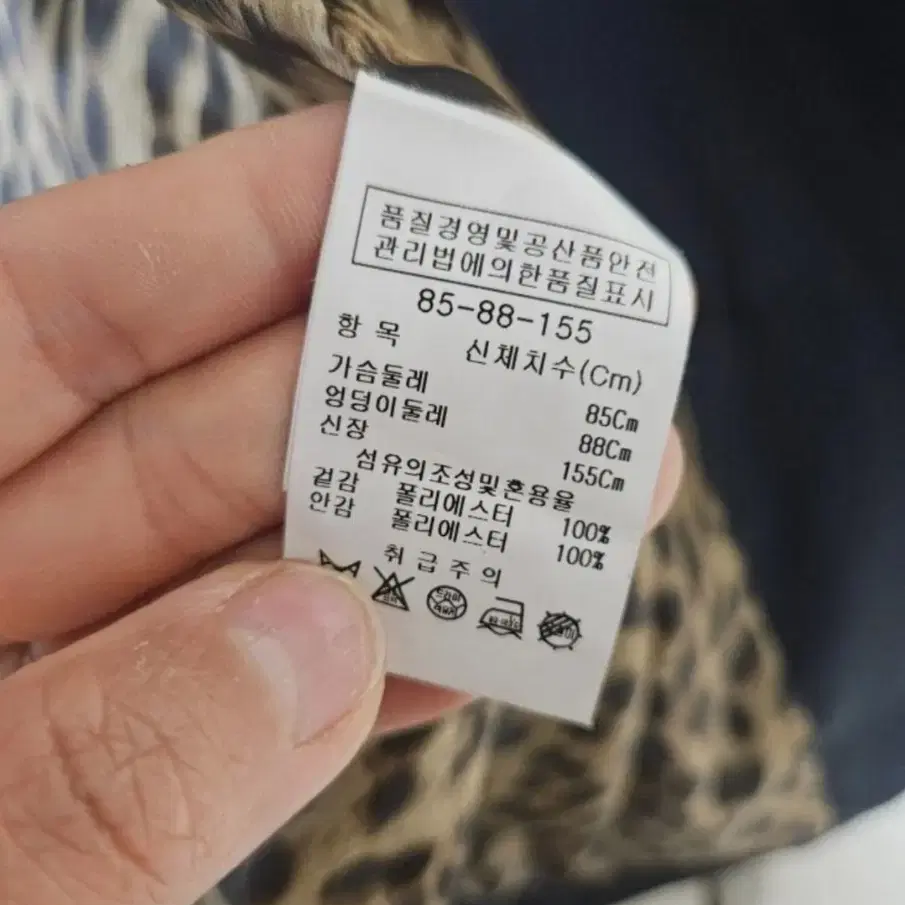 품질경영및공산품안전
관리법에의한품질표시
85-88-155
항 목 신체치수(Cm)
가슴둘레 85Cm
엉덩이둘레 88Cm
신장 155Cm
섬유의조성및혼용율
겉감 폴리에스터 100%
안감 폴리에스터 100%
취급주의
드라이